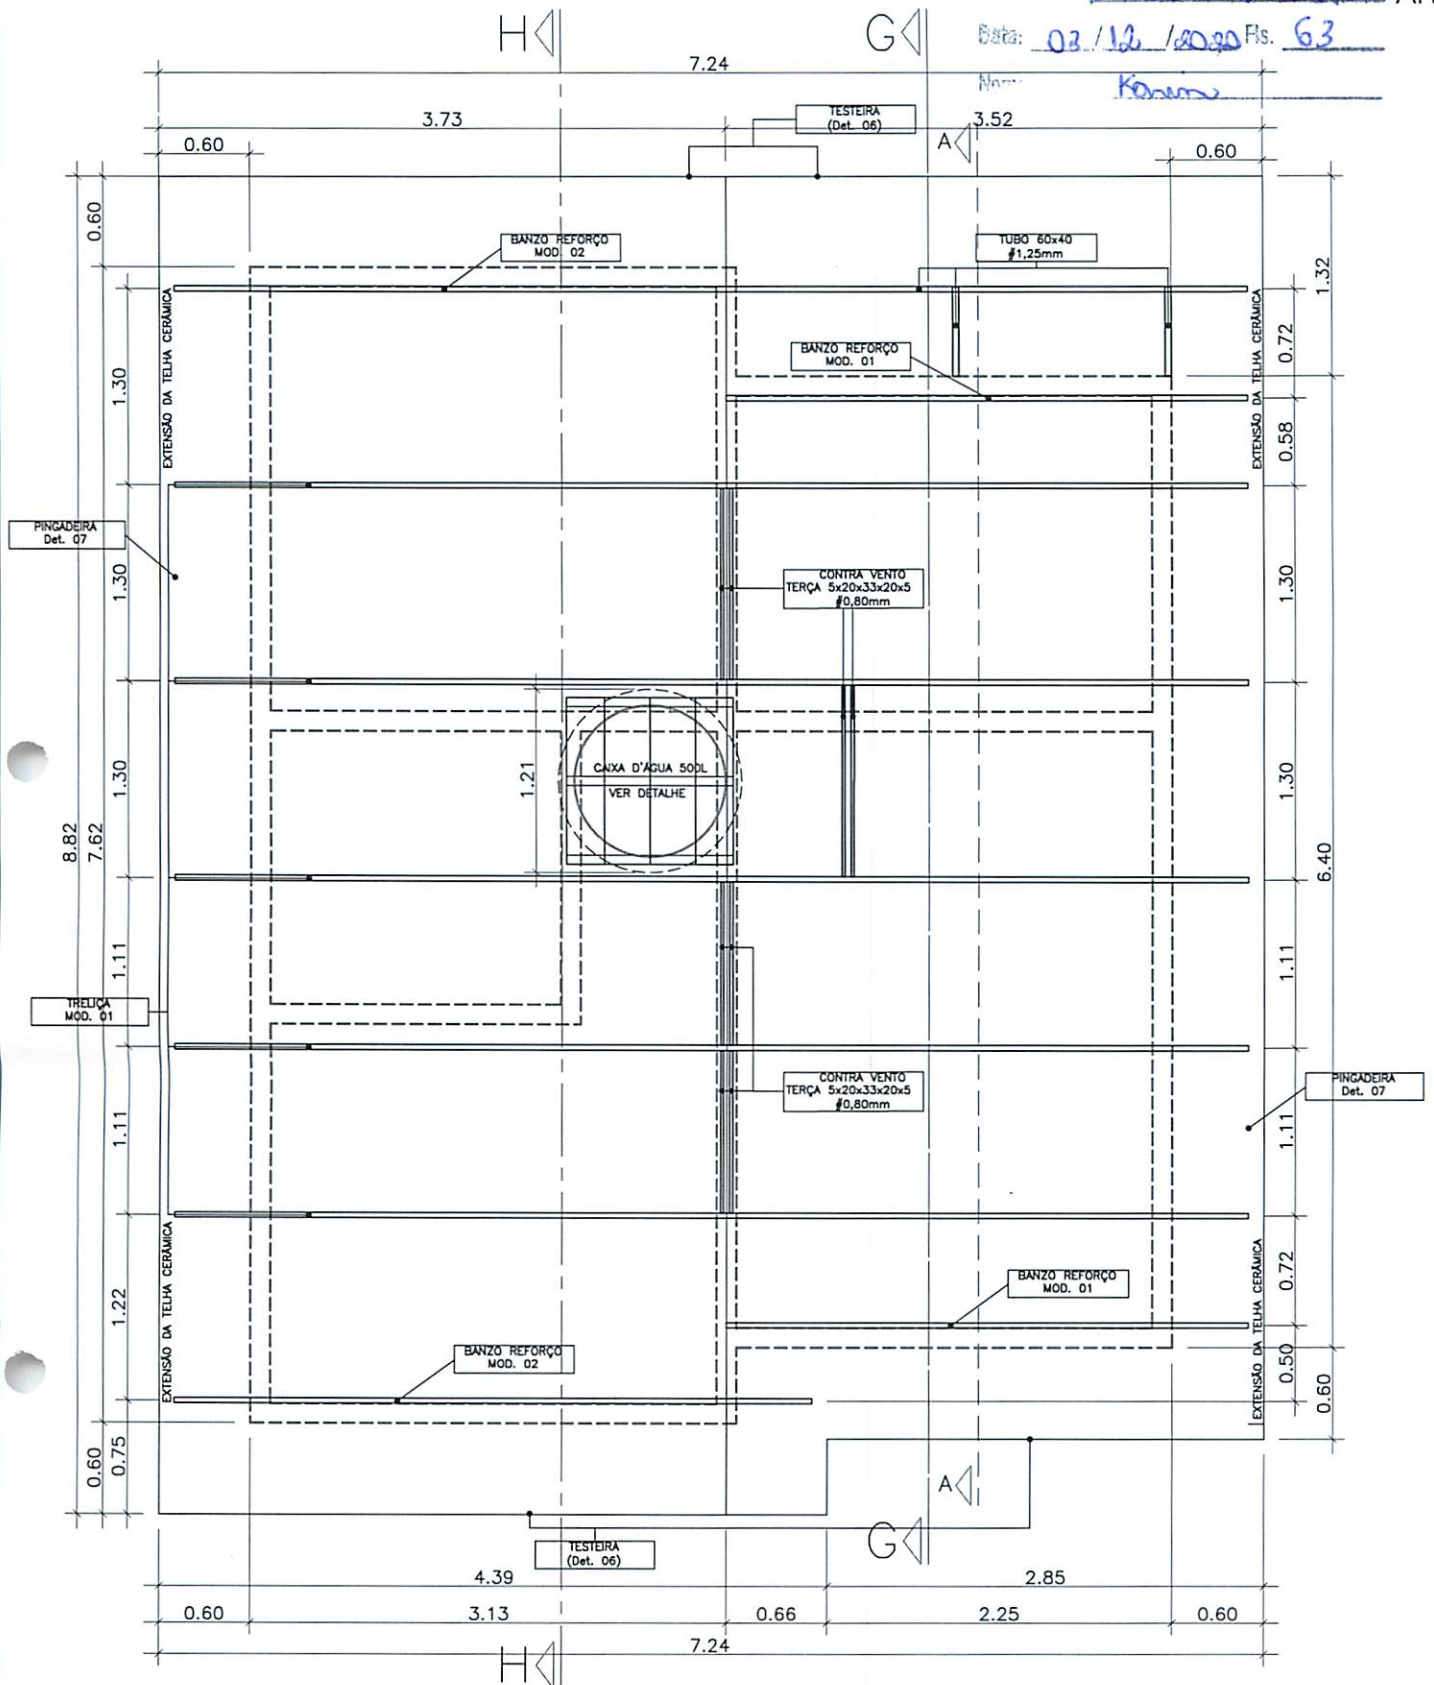 H
G
Data: 03/12/2020 Fls. 63
7.24
TESTEIRA
(Det. 06)
3.73
3.52
A
0.60
0.60
0.60
BANZO REFORÇO
MOD. 02
TUBO 60x40
#1,25mm
1.32
EXTENSÃO DA TELHA CERÂMICA
EXTENSÃO DA TELHA CERÂMICA
0.72
BANZO REFORÇO
MOD. 01
1.30
0.58
PINGADEIRA
Det. 07
CONTRA VENTO
TERÇA 5x20x33x20x5
#0,80mm
1.30
1.30
1.21
CAIXA D'ÁGUA 500L
VER DETALHE
1.30
1.30
8.82
7.62
6.40
1.11
1.11
TRELIÇA
MOD. 01
CONTRA VENTO
TERÇA 5x20x33x20x5
#0,80mm
PINGADEIRA
Det. 07
1.11
1.11
EXTENSÃO DA TELHA CERÂMICA
EXTENSÃO DA TELHA CERÂMICA
1.22
0.72
BANZO REFORÇO
MOD. 01
BANZO REFORÇO
MOD. 02
0.50
0.60
0.60
0.75
A
G
TESTEIRA
(Det. 06)
4.39
2.85
0.60
3.13
0.66
2.25
0.60
7.24
H